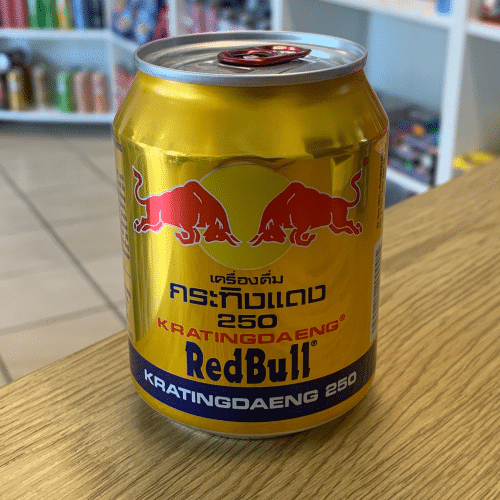 เครื่องดื่ม
กระทิงแดง
250
KRATINGDAENG®
RedBull®
KRATINGDAENG 250